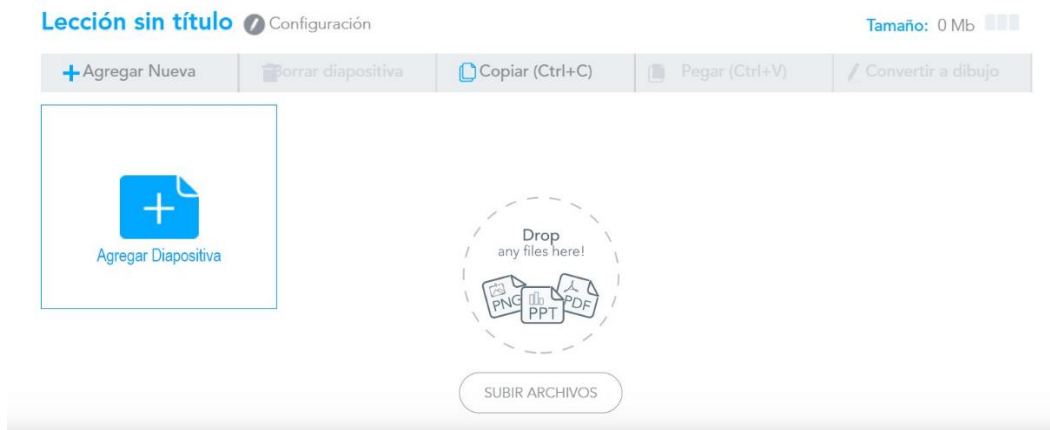 Lección sin título Configuración Tamaño: 0 Mb
Agregar Nueva Borrar diapositiva Copiar (Ctrl+C) Pegar (Ctrl+V) Convertir a dibujo
Agregar Diapositiva
Drop
any files here!
PNG PPT PDF
SUBIR ARCHIVOS